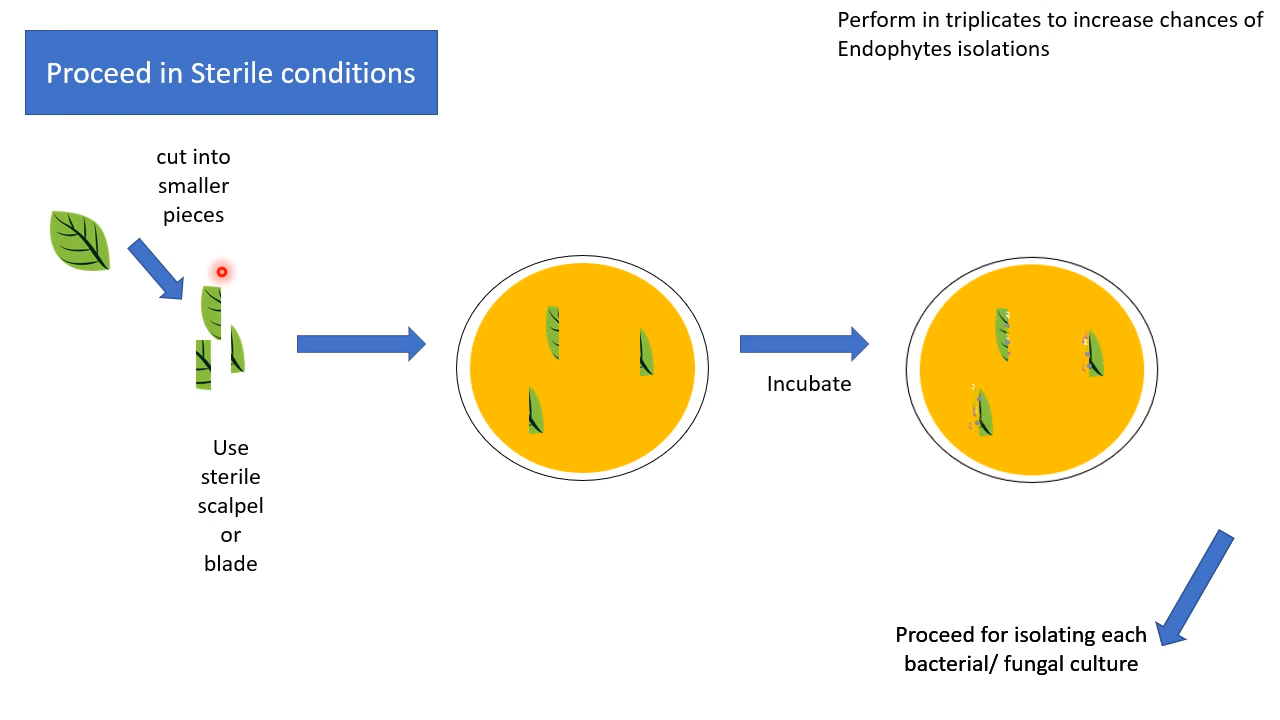 Perform in triplicates to increase chances of
Endophytes isolations
Proceed in Sterile conditions
cut into
smaller
pieces
Use
sterile
scalpel
or
blade
Incubate
Proceed for isolating each
bacterial/ fungal culture